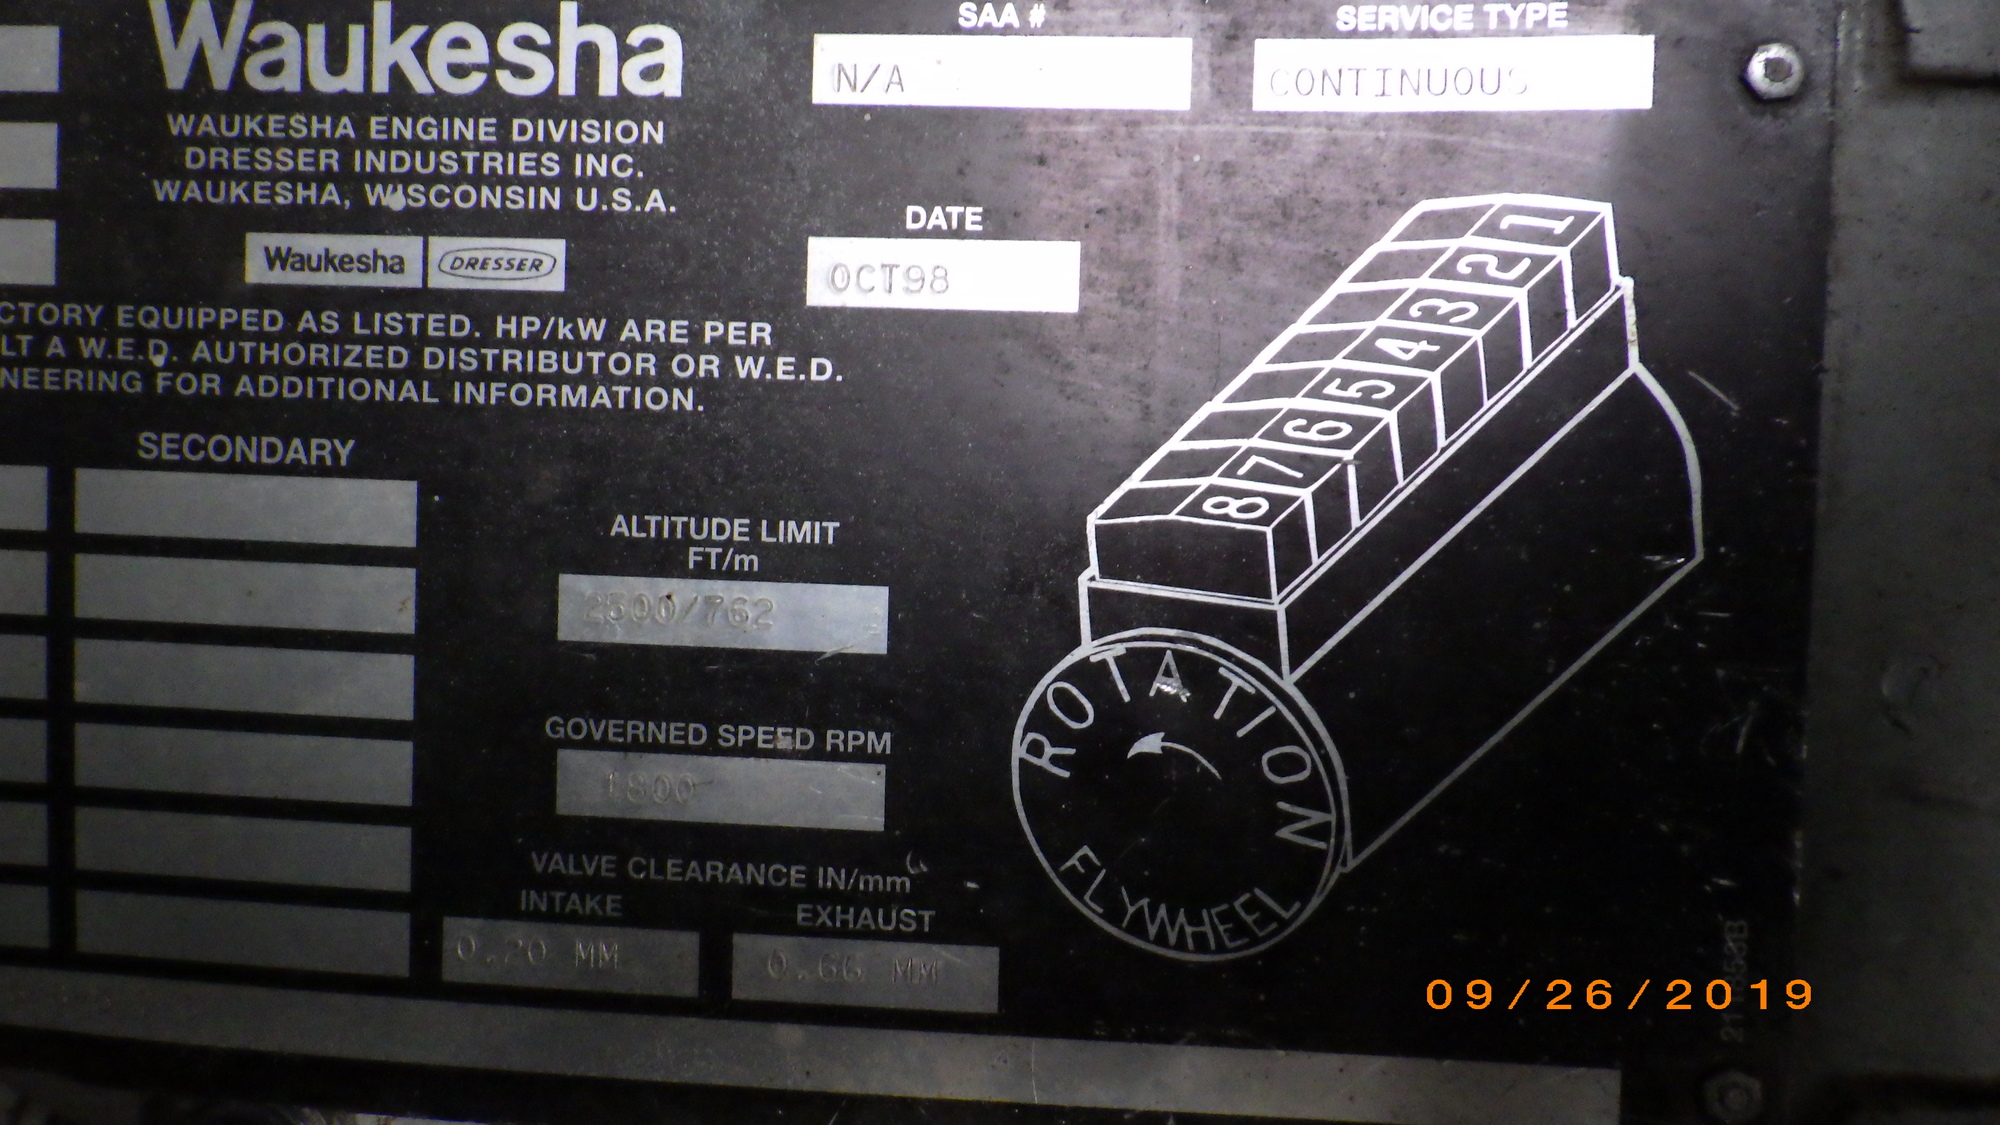 Waukesha
WAUKESHA ENGINE DIVISION
DRESSER INDUSTRIES INC.
WAUKESHA, WISCONSIN U.S.A.
Waukesha DRESSER
SAA #
N/A
SERVICE TYPE
CONTINUOUS
DATE
OCT98
CTORY EQUIPPED AS LISTED. HP/kW ARE PER
LT A W.E.D. AUTHORIZED DISTRIBUTOR OR W.E.D.
NEERING FOR ADDITIONAL INFORMATION.
SECONDARY
ALTITUDE LIMIT
FT/m
2500/762
GOVERNED SPEED RPM
1800
VALVE CLEARANCE IN/mm
INTAKE
MM
EXHAUST
0.66 MM
1
2
3
4
5
6
7
8
ROTATION
FLYWHEEL
09/26/2019